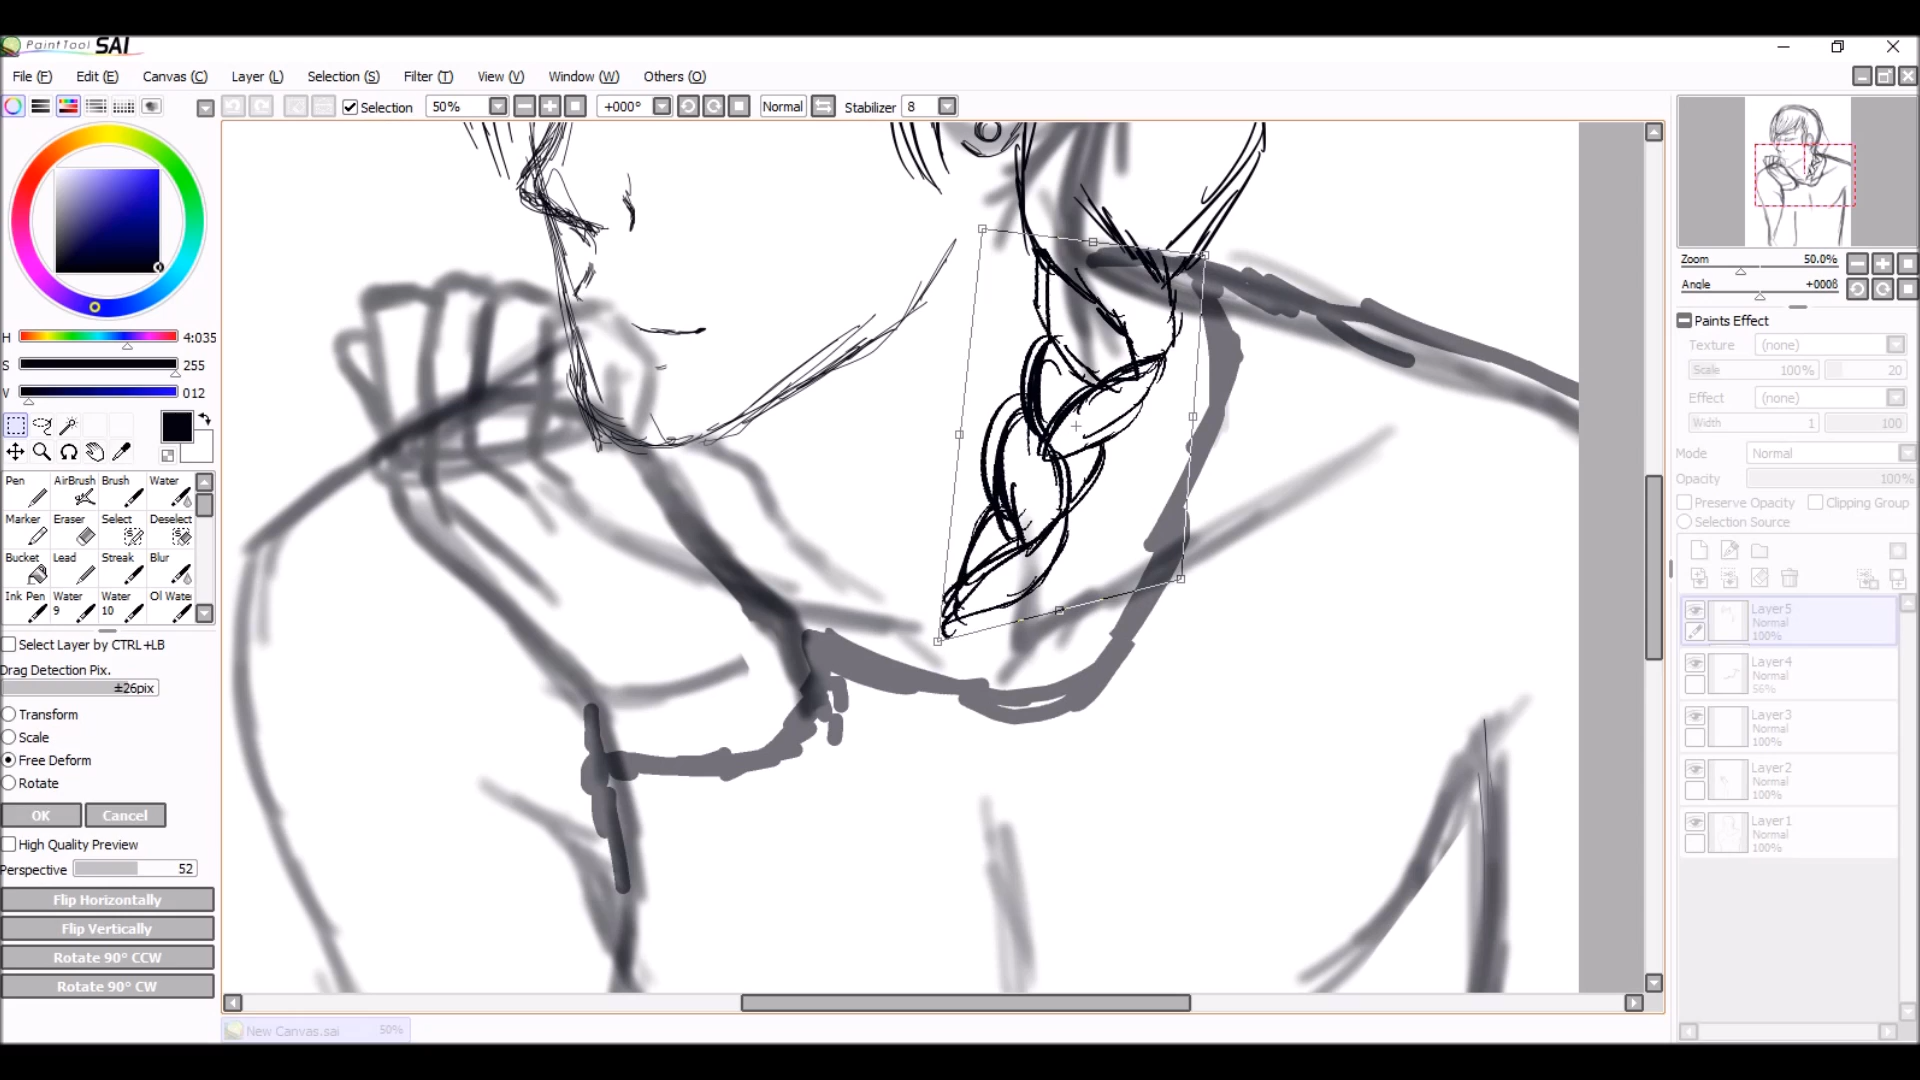 PaintTool SAI
File (F) Edit (E) Canvas (C) Layer (L) Selection (S) Filter (T) View (V) Window (W) Others (O)
Selection 50% +000° Normal Stabilizer 8
H 4:035
S 255
V 012
Pen AirBrush Brush Water
Marker Eraser Select Deselect
Bucket Lead Streak Blur
Ink Pen Water 9 Water 10 Oil Wate
Select Layer by CTRL+LB
Drag Detection Pix.
±26pix
Transform
Scale
Free Deform
Rotate
OK Cancel
High Quality Preview
Perspective 52
Flip Horizontally
Flip Vertically
Rotate 90° CCW
Rotate 90° CW
New Canvas.sai 50%
Zoom 50.0%
Angle +000ß
Paints Effect
Texture (none)
Scale 100% 20
Effect (none)
Width 1 100
Mode Normal
Opacity 100%
Preserve Opacity Clipping Group
Selection Source
Layer5
Normal
100%
Layer4
Normal
56%
Layer3
Normal
100%
Layer2
Normal
100%
Layer1
Normal
100%